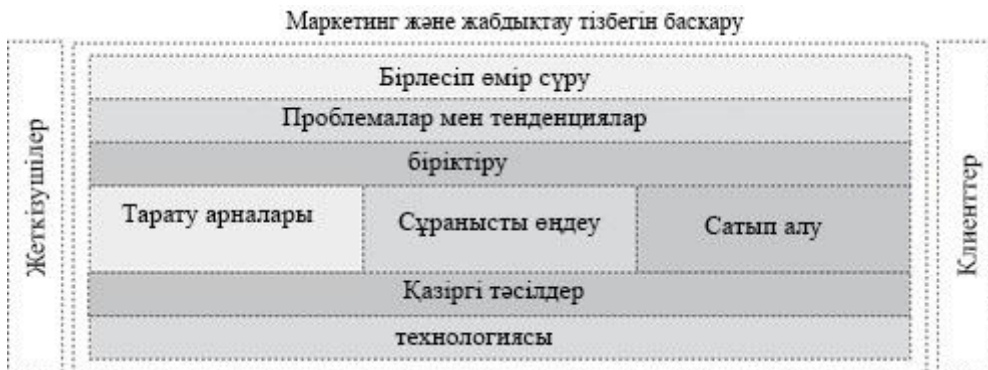 Маркетинг және жабдықтау тізбегін басқару
Жеткізушілер
Бірлесіп өмір сүру
Проблемалар мен тенденциялар
біріктіру
Тарату арналары
Сұранысты өңдеу
Сатып алу
Қазіргі тәсілдер
технологиясы
Клиенттер